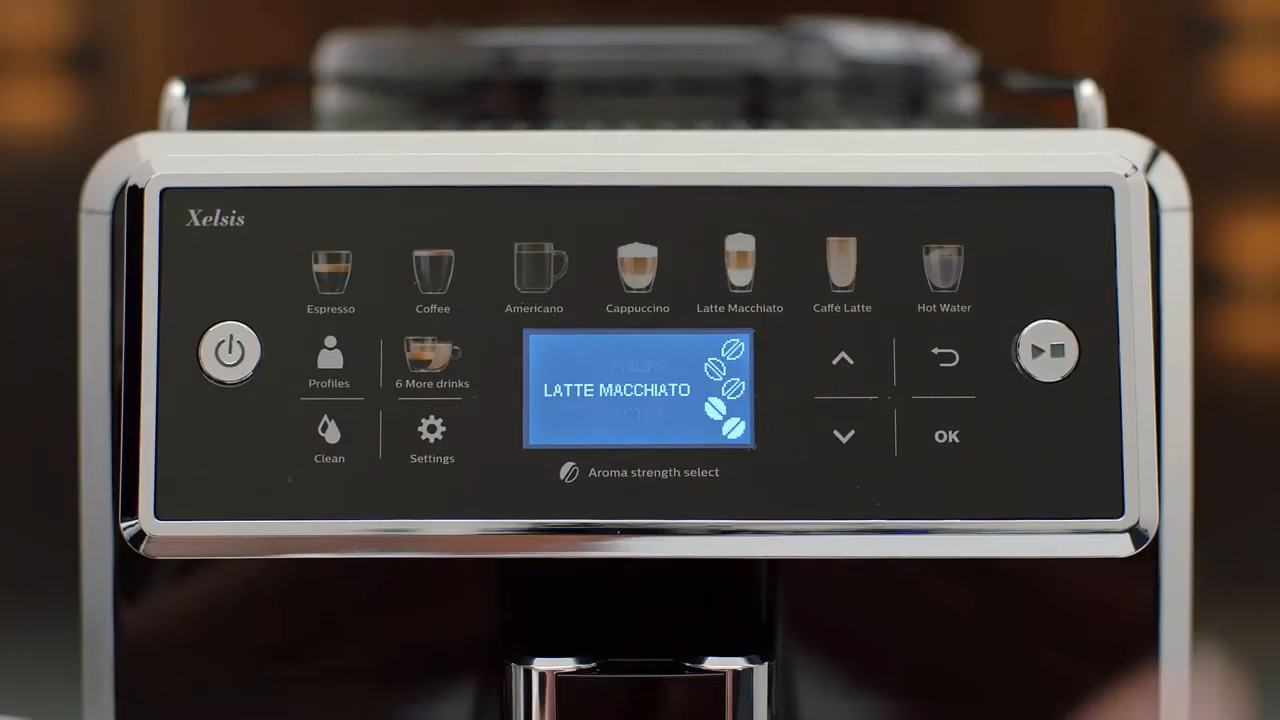 Xelsis
Espresso
Coffee
Americano
Cappuccino
Latte Macchiato
Caffè Latte
Hot Water
Profiles
6 More drinks
LATTE MACCHIATO
Clean
Settings
OK
Aroma strength select